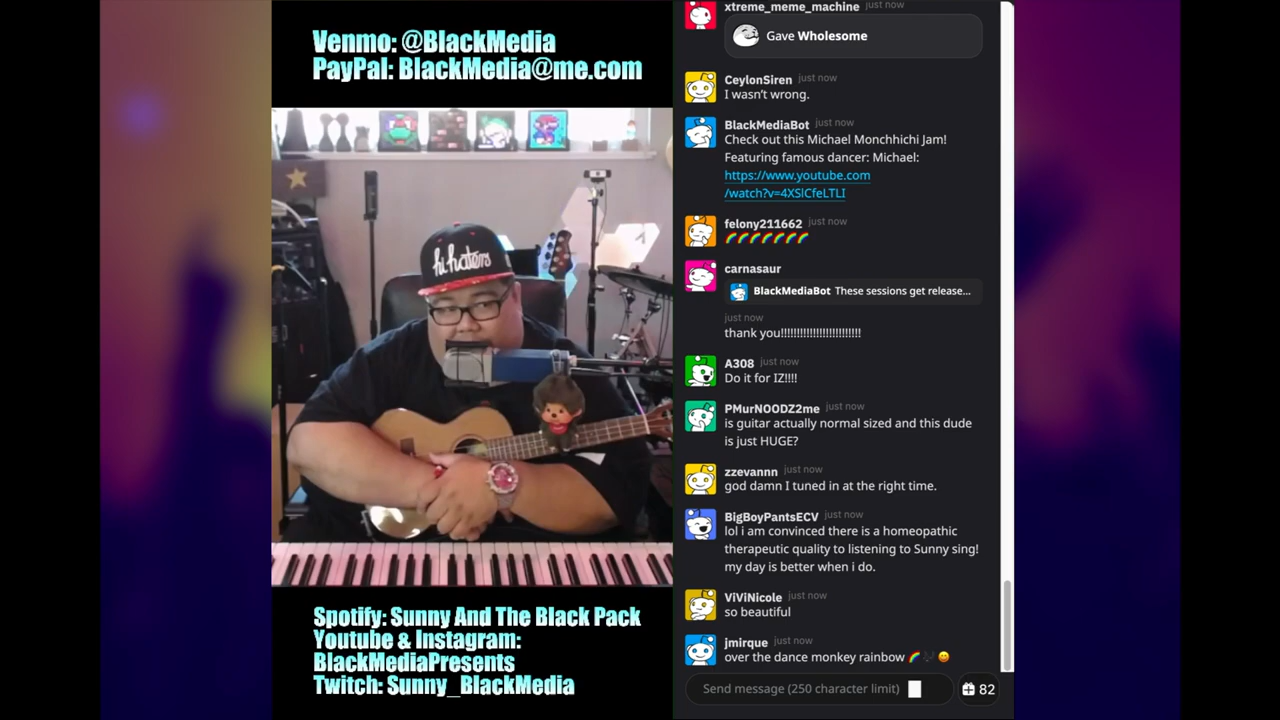 Venmo: @BlackMedia
PayPal: BlackMedia@me.com
hi haters
Spotify: Sunny And The Black Pack
Youtube & Instagram:
BlackMediaPresents
Twitch: Sunny_BlackMedia
xtreme_meme_machine just now
Gave Wholesome
CeylonSiren just now
I wasn't wrong.
BlackMediaBot just now
Check out this Michael Monchhichi Jam!
Featuring famous dancer: Michael:
https://www.youtube.com
/watch?v=4XSlCfeLTLI
felony211662 just now
🌈🌈🌈🌈🌈🌈🌈
carnasaur
BlackMediaBot These sessions get release...
just now
thank you!!!!!!!!!!!!!!!!!!!!!!!!!
A308 just now
Do it for IZ!!!!
PMurNOODZ2me just now
is guitar actually normal sized and this dude
is just HUGE?
zzevannn just now
god damn I tuned in at the right time.
BigBoyPantsECV just now
lol i am convinced there is a homeopathic
therapeutic quality to listening to Sunny sing!
my day is better when i do.
ViViNicole just now
so beautiful
jmirque just now
over the dance monkey rainbow 🌈🐒😀
Send message (250 character limit)
82